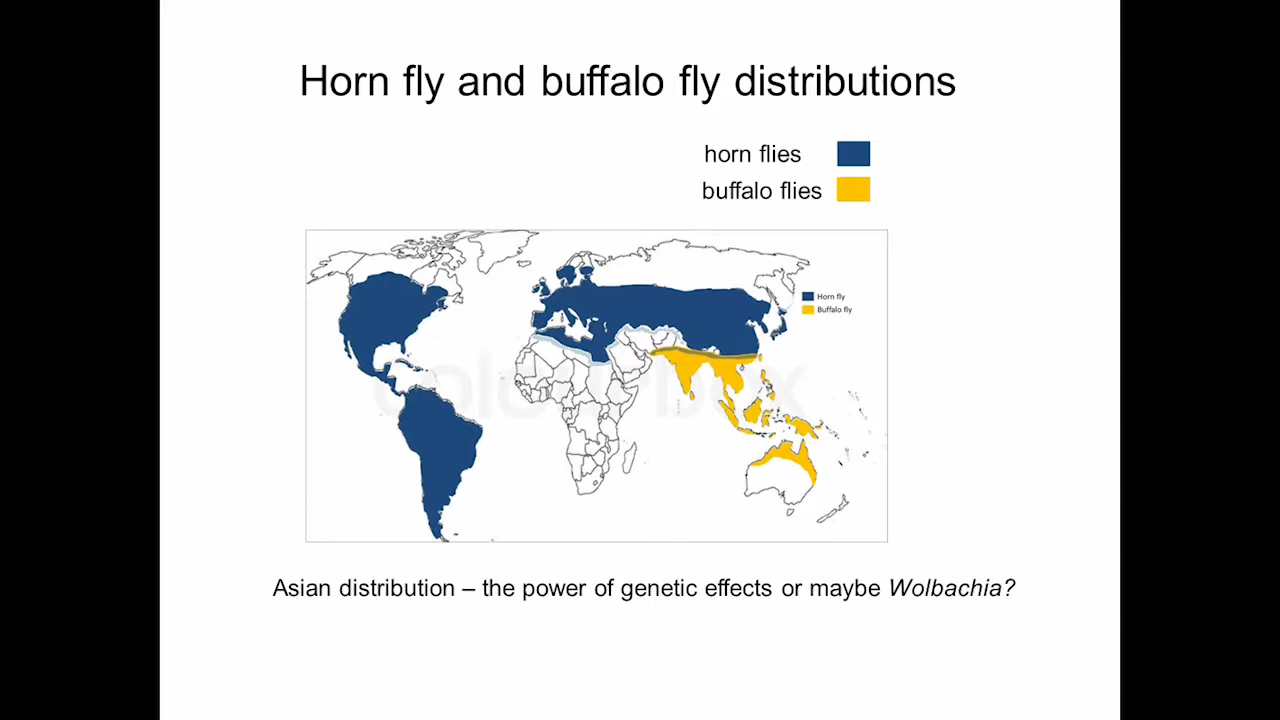 Horn fly and buffalo fly distributions
horn flies
buffalo flies
Horn fly
Buffalo fly
colourbox
Asian distribution – the power of genetic effects or maybe Wolbachia?